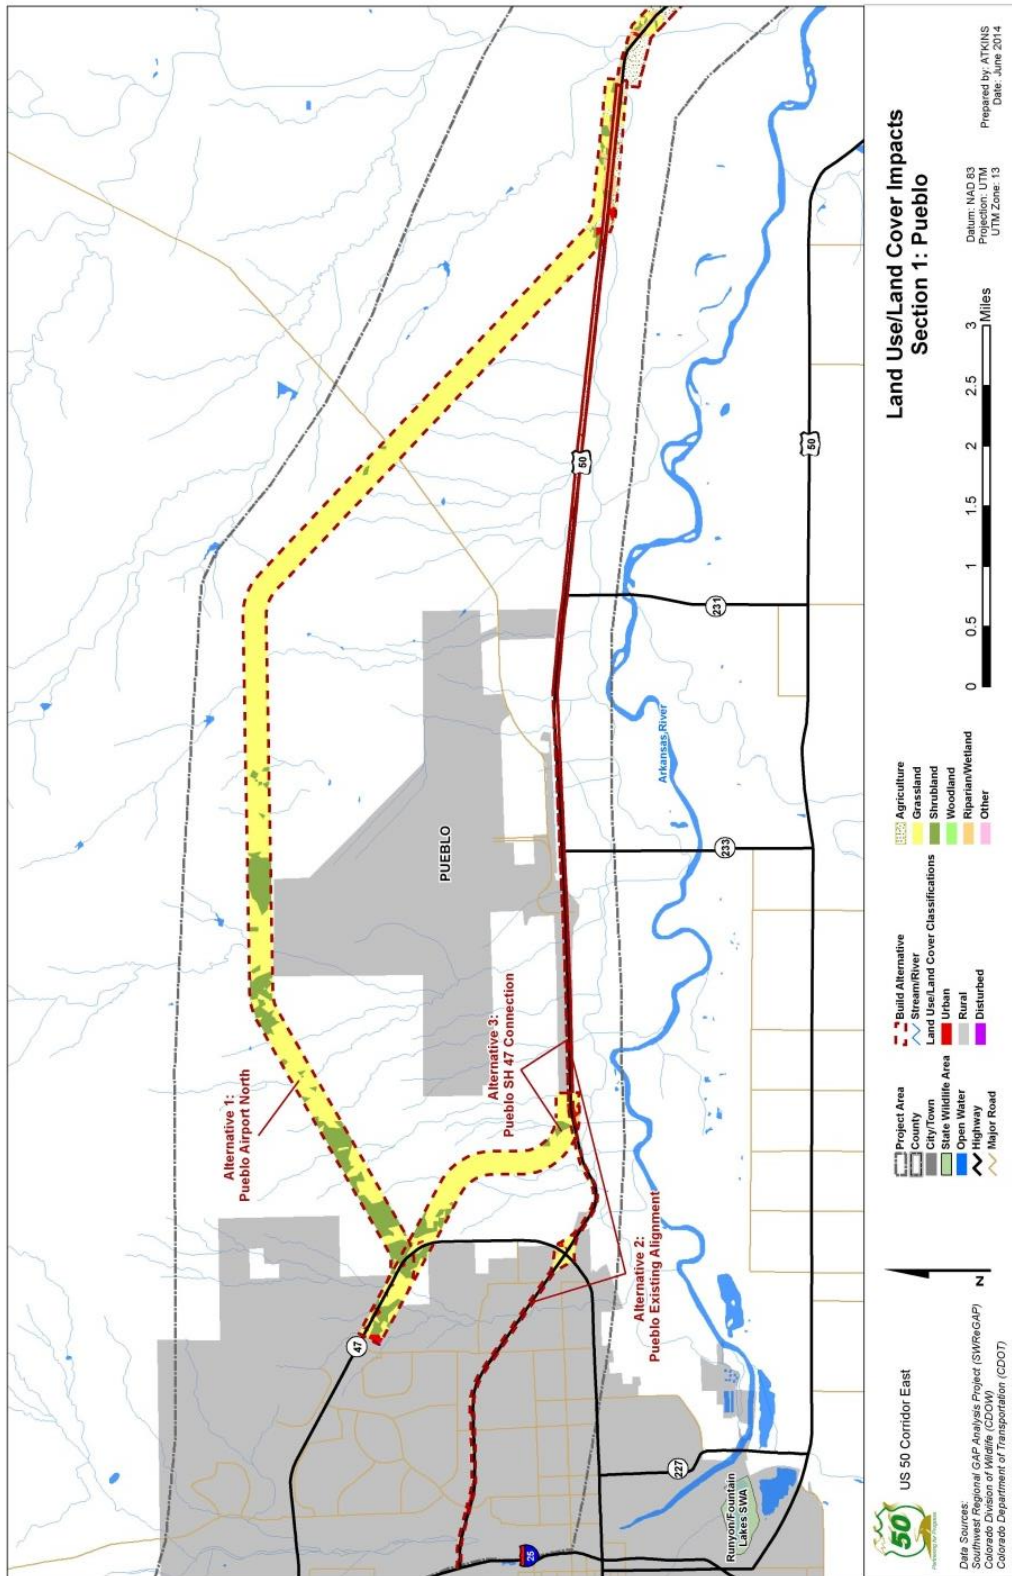 Alternative 1:
Pueblo Airport North
Alternative 3:
Pueblo SH 47 Connection
Alternative 2:
Pueblo Existing Alignment
PUEBLO
Arkansas River
Runyon/Fountain
Lakes SWA
47
25
227
233
231
50
50
US 50 Corridor East
50
Data Sources:
Southwest Regional GAP Analysis Project (SWReGAP)
Colorado Division of Wildlife (CDOW)
Colorado Department of Transportation (CDOT)
N
Project Area
County
City/Town
State Wildlife Area
Open Water
Highway
Major Road
Build Alternative
Stream/River
Land Use/Land Cover Classifications
Urban
Rural
Disturbed
Agriculture
Grassland
Shrubland
Woodland
Riparian/Wetland
Other
0 0.5 1 1.5 2 2.5 3 Miles
Land Use/Land Cover Impacts
Section 1: Pueblo
Datum: NAD 83
Projection: UTM
UTM Zone: 13
Prepared by: ATKINS
Date: June 2014